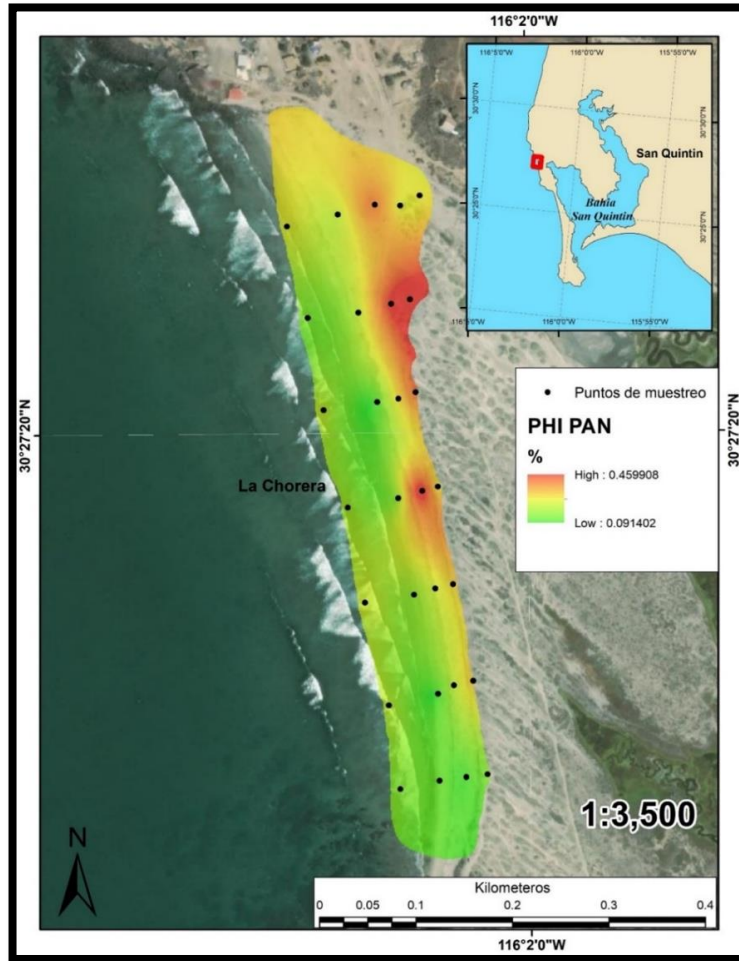 116°2'0"W
116°5'0"W
116°0'0"W
115°55'0"W
30°30'0"N
30°30'0"N
San Quintin
Bahia
San Quintin
30°25'0"N
30°25'0"N
116°0'0"W
115°55'0"W
Puntos de muestreo
PHI PAN
%
High : 0.459908
Low : 0.091402
30°27'20"N
30°27'20"N
La Chorera
1:3,500
N
Kilometeros
0 0.05 0.1 0.2 0.3 0.4
116°2'0"W